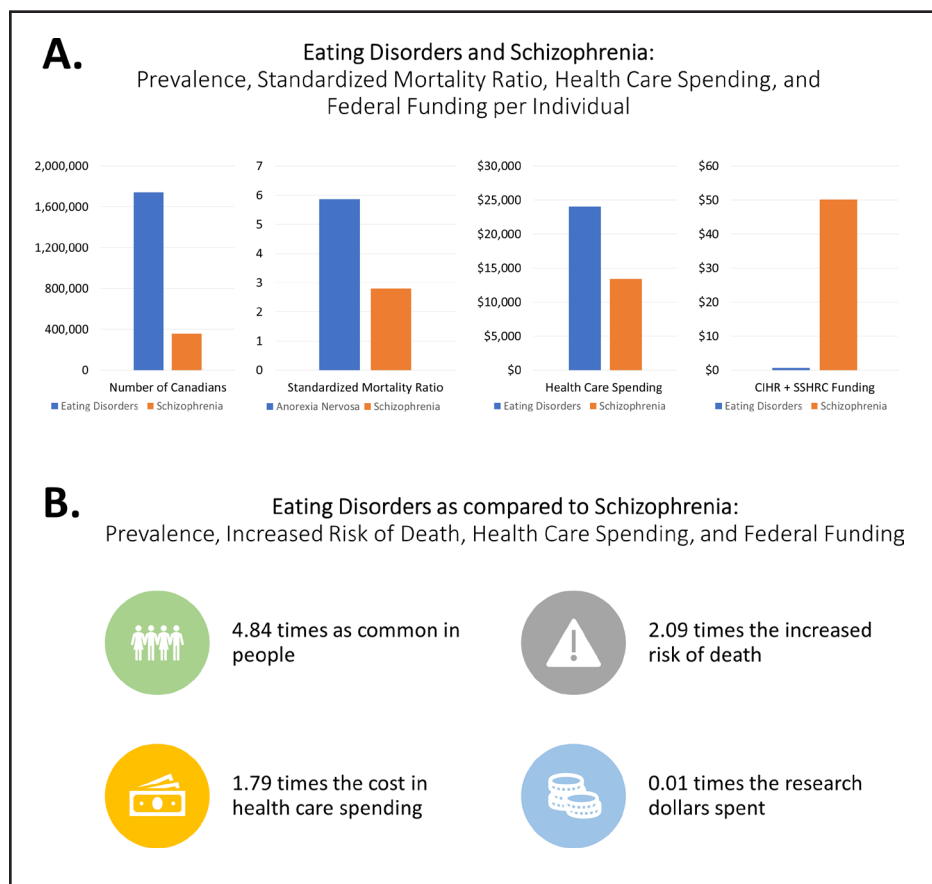 A.
Eating Disorders and Schizophrenia:
Prevalence, Standardized Mortality Ratio, Health Care Spending, and
Federal Funding per Individual
2,000,000
1,600,000
1,200,000
800,000
400,000
0
Number of Canadians
Eating Disorders Schizophrenia
7
6
5
4
3
2
1
0
Standardized Mortality Ratio
Anorexia Nervosa Schizophrenia
$30,000
$25,000
$20,000
$15,000
$10,000
$5,000
$0
Health Care Spending
Eating Disorders Schizophrenia
$60
$50
$40
$30
$20
$10
$0
CIHR + SSHRC Funding
Eating Disorders Schizophrenia
B.
Eating Disorders as compared to Schizophrenia:
Prevalence, Increased Risk of Death, Health Care Spending, and Federal Funding
4.84 times as common in
people
2.09 times the increased
risk of death
1.79 times the cost in
health care spending
0.01 times the research
dollars spent